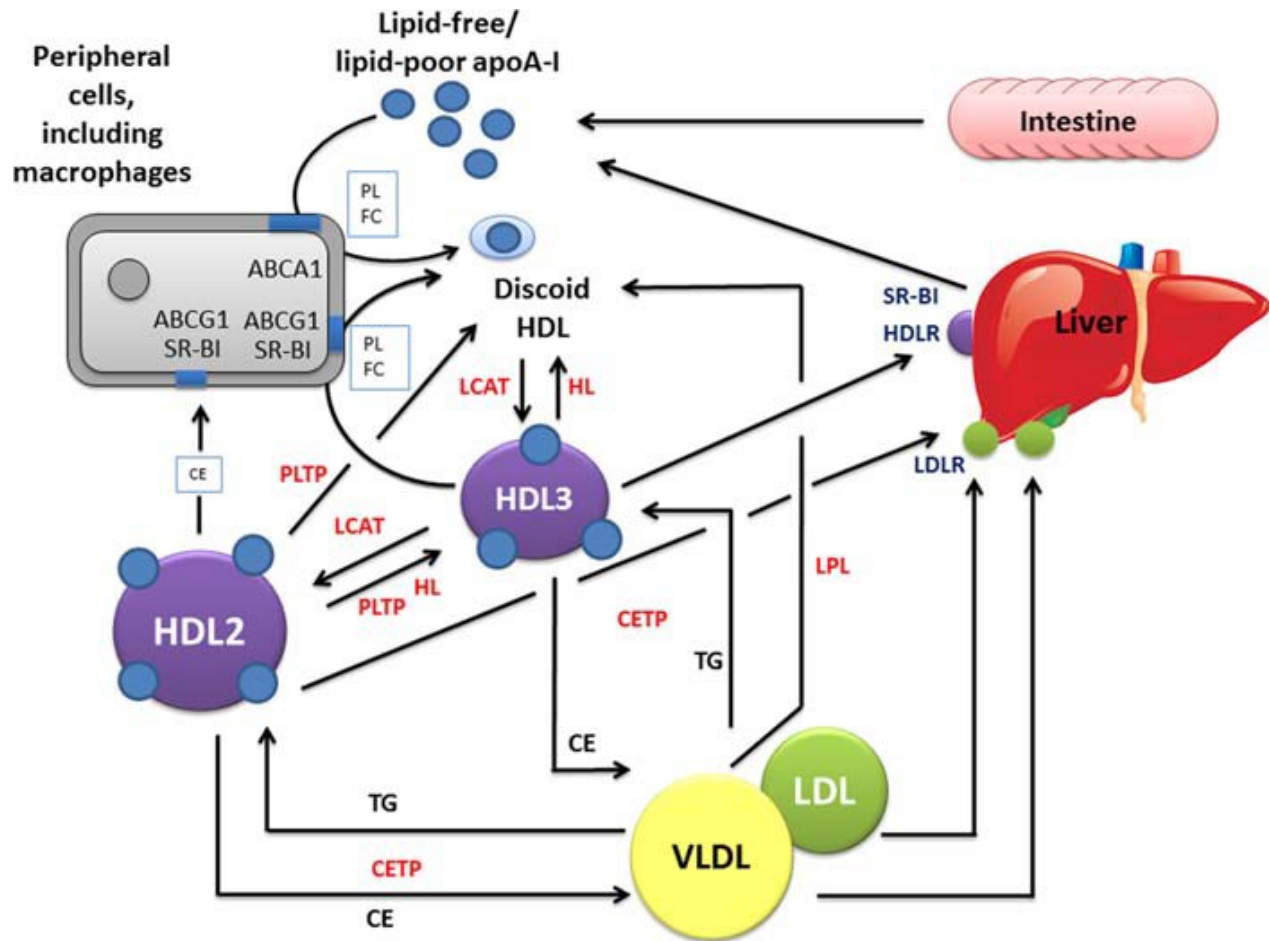 Lipid-free/
lipid-poor apoA-I
Peripheral
cells,
including
macrophages
Intestine
PL
FC
ABCA1
ABCG1 ABCG1
SR-BI SR-BI
Discoid
HDL
SR-BI
HDLR
Liver
PL
FC
LCAT
HL
LDLR
CE
PLTP
HDL3
LCAT
HL
PLTP
LPL
HDL2
CETP
TG
CE
LDL
TG
VLDL
CETP
CE